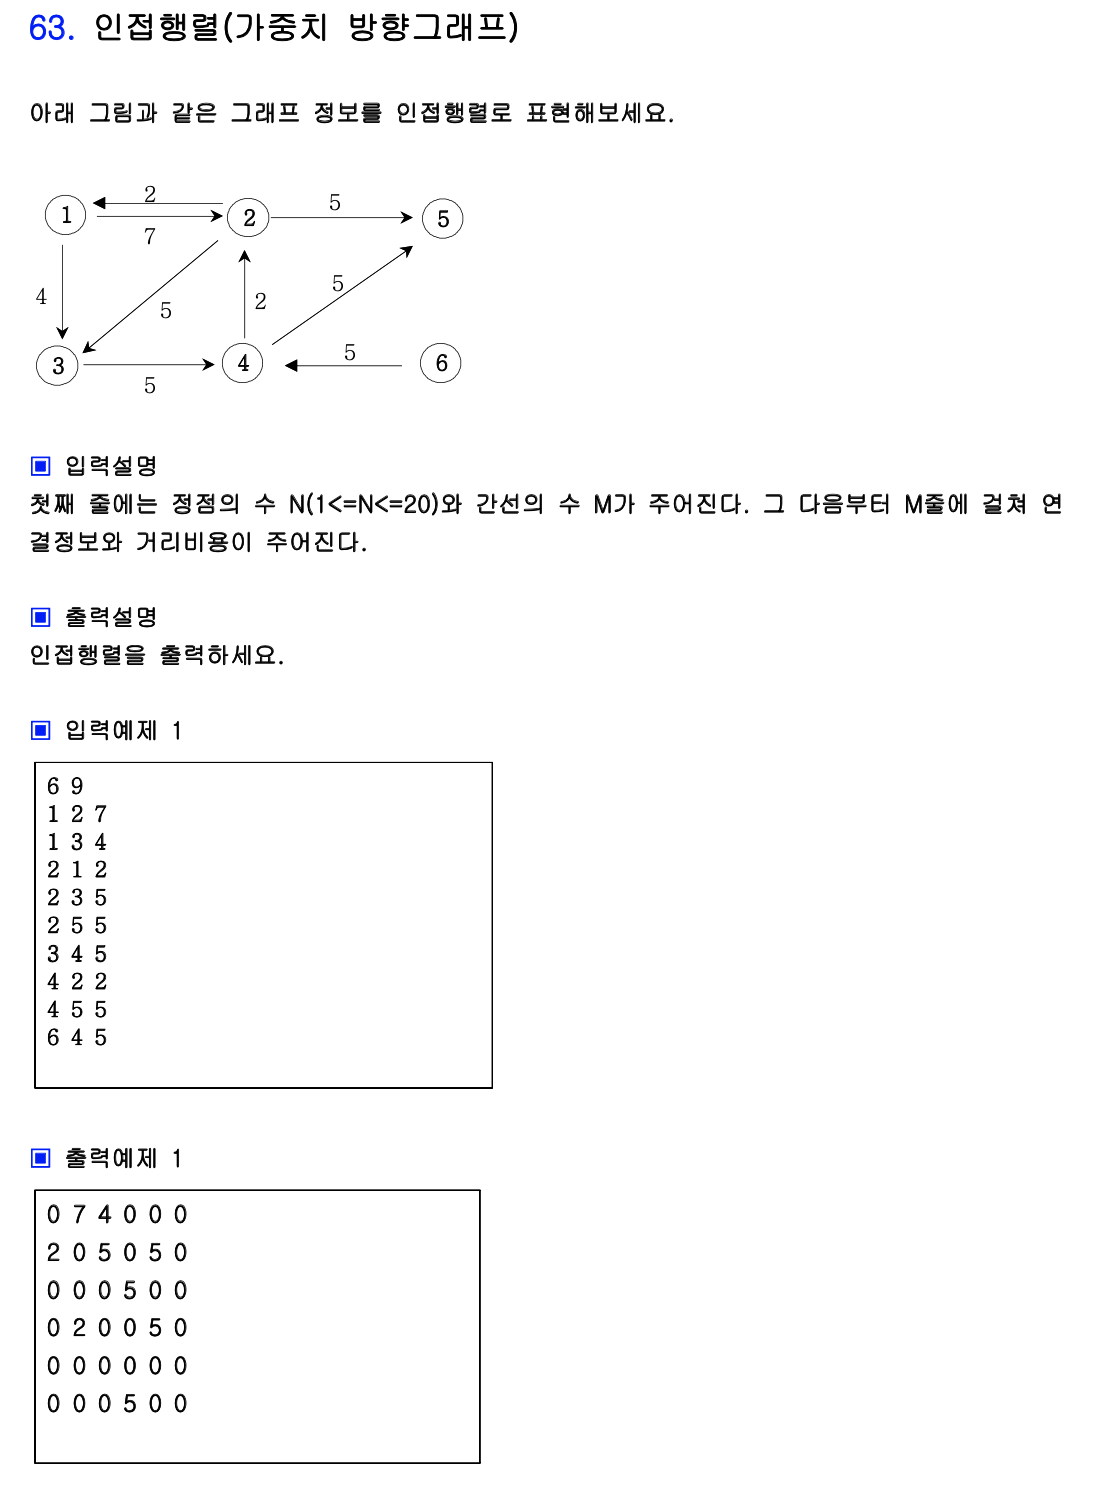 63. 인접행렬(가중치 방향그래프)
아래 그림과 같은 그래프 정보를 인접행렬로 표현해보세요.
2
5
1
2
5
7
4
5
2
5
5
3
4
6
5
▣ 입력설명
첫째 줄에는 정점의 수 N(1<=N<=20)와 간선의 수 M가 주어진다. 그 다음부터 M줄에 걸쳐 연
결정보와 거리비용이 주어진다.
▣ 출력설명
인접행렬을 출력하세요.
▣ 입력예제 1
6 9
1 2 7
1 3 4
2 1 2
2 3 5
2 5 5
3 4 5
4 2 2
4 5 5
6 4 5
▣ 출력예제 1
0 7 4 0 0 0
2 0 5 0 5 0
0 0 0 5 0 0
0 2 0 0 5 0
0 0 0 0 0 0
0 0 0 5 0 0